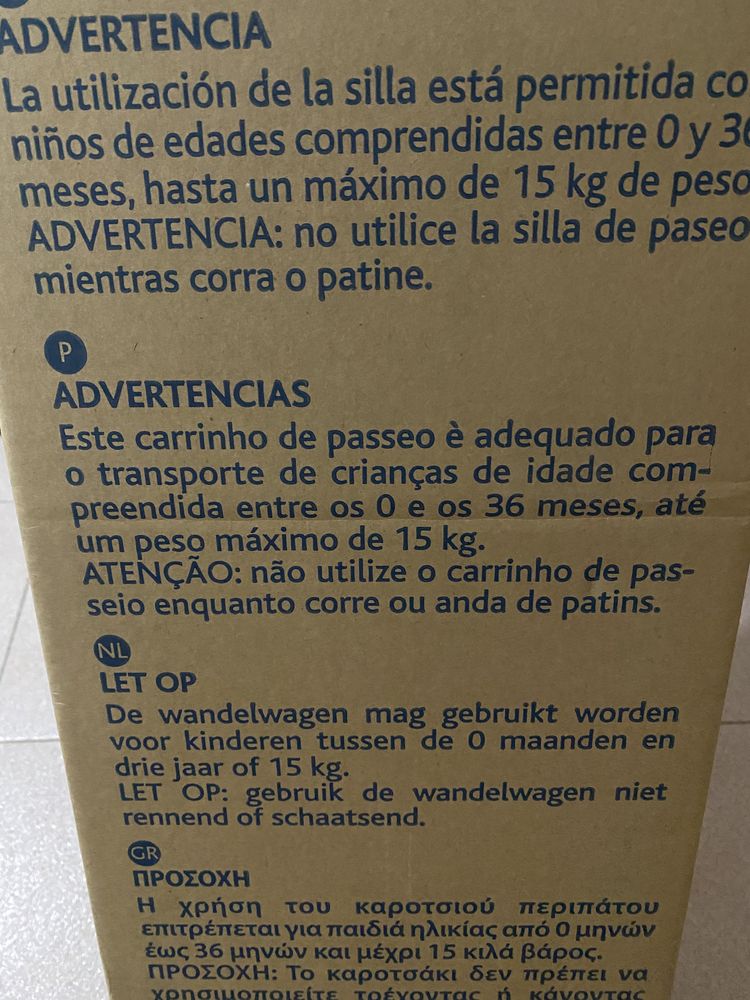 ADVERTENCIA
La utilización de la silla está permitida co
niños de edades comprendidas entre 0 y 36
meses, hasta un máximo de 15 kg de peso
ADVERTENCIA: no utilice la silla de paseo
mientras corra o patine.
P
ADVERTENCIAS
Este carrinho de passeo è adequado para
o transporte de crianças de idade com-
preendida entre os 0 e os 36 meses, até
um peso máximo de 15 kg.
ATENÇÃO: não utilize o carrinho de pas-
seio enquanto corre ou anda de patins.
NL
LET OP
De wandelwagen mag gebruikt worden
voor kinderen tussen de 0 maanden en
drie jaar of 15 kg.
LET OP: gebruik de wandelwagen niet
rennend of schaatsend.
GR
ΠΡΟΣΟΧΗ
Η χρήση του καροτσιού περιπάτου
επιτρέπεται για παιδιά ηλικίας από 0 μηνών
έως 36 μηνών και μέχρι 15 κιλά βάρος.
ΠΡΟΣΟΧΗ: Το καροτσάκι δεν πρέπει να
χρησιμοποιείτε τρέχοντας ή κάνοντας